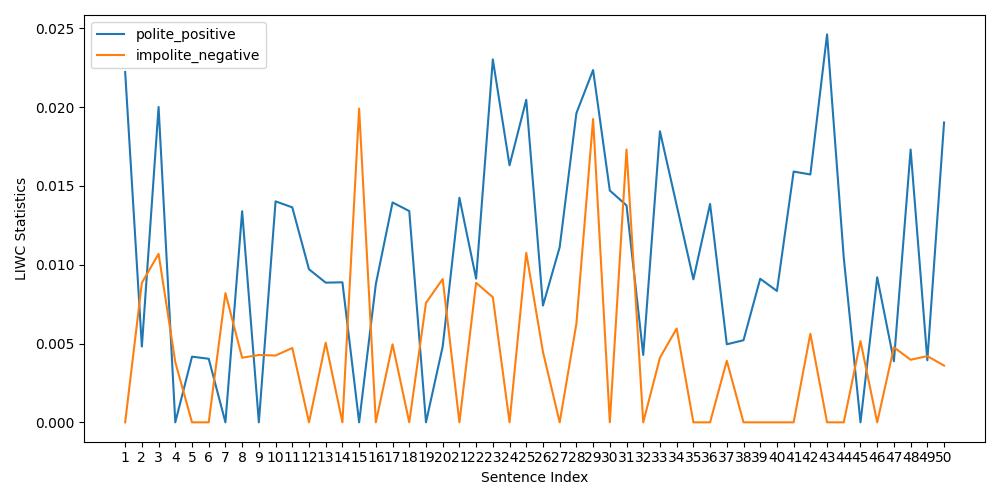 polite_positive
impolite_negative
0.025
0.020
0.015
0.010
0.005
0.000
LIWC Statistics
1 2 3 4 5 6 7 8 9 10 11 12 13 14 15 16 17 18 19 20 21 22 23 24 25 26 27 28 29 30 31 32 33 34 35 36 37 38 39 40 41 42 43 44 45 46 47 48 49 50
Sentence Index